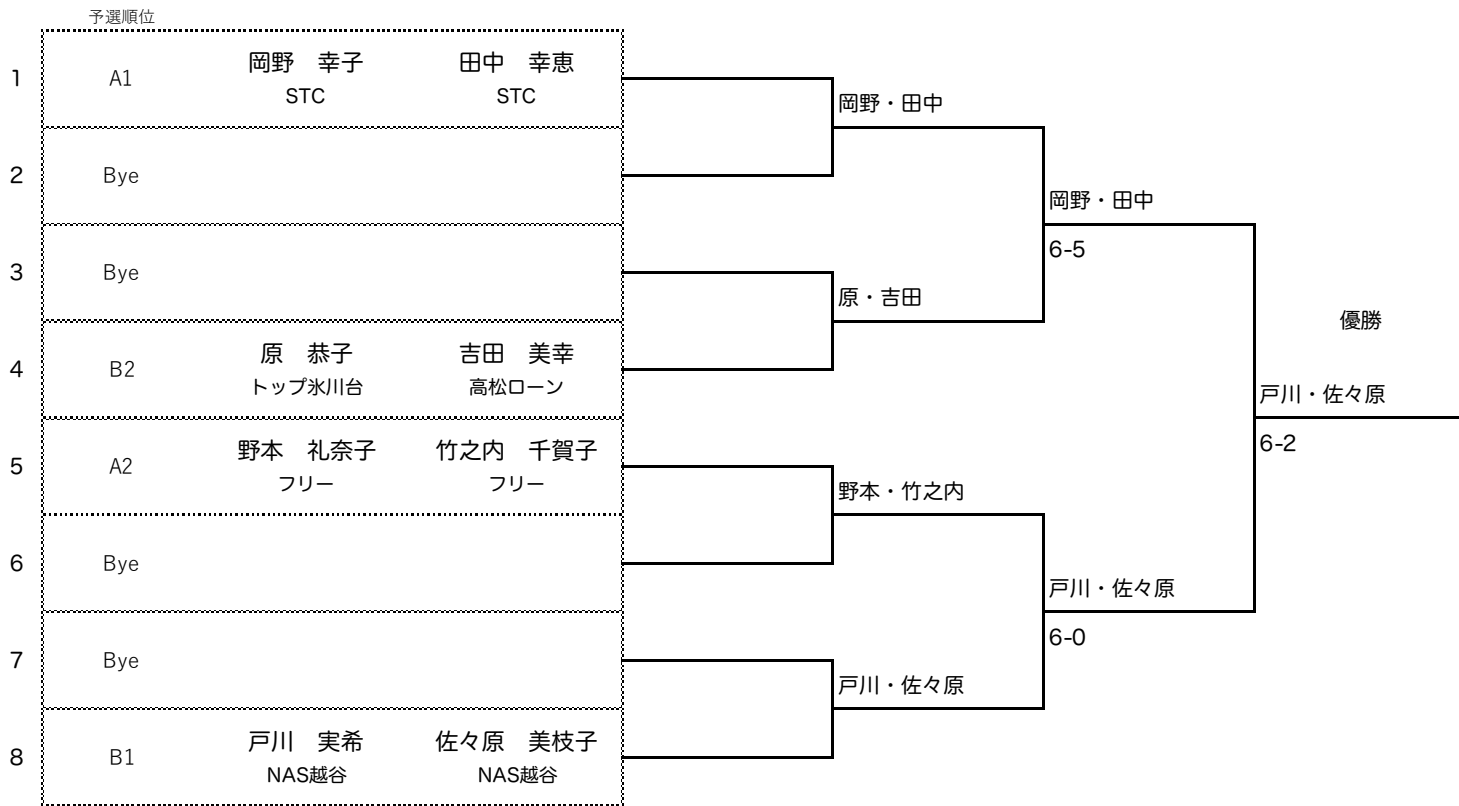 予選順位
1 A1 岡野　幸子 田中　幸恵
STC STC
岡野・田中
2 Bye
岡野・田中
6-5
3 Bye
原・吉田
4 B2 原　恭子 吉田　美幸
トップ氷川台 高松ローン
優勝
戸川・佐々原
6-2
5 A2 野本　礼奈子 竹之内　千賀子
フリー フリー
野本・竹之内
6 Bye
戸川・佐々原
6-0
7 Bye
戸川・佐々原
8 B1 戸川　実希 佐々原　美枝子
NAS越谷 NAS越谷